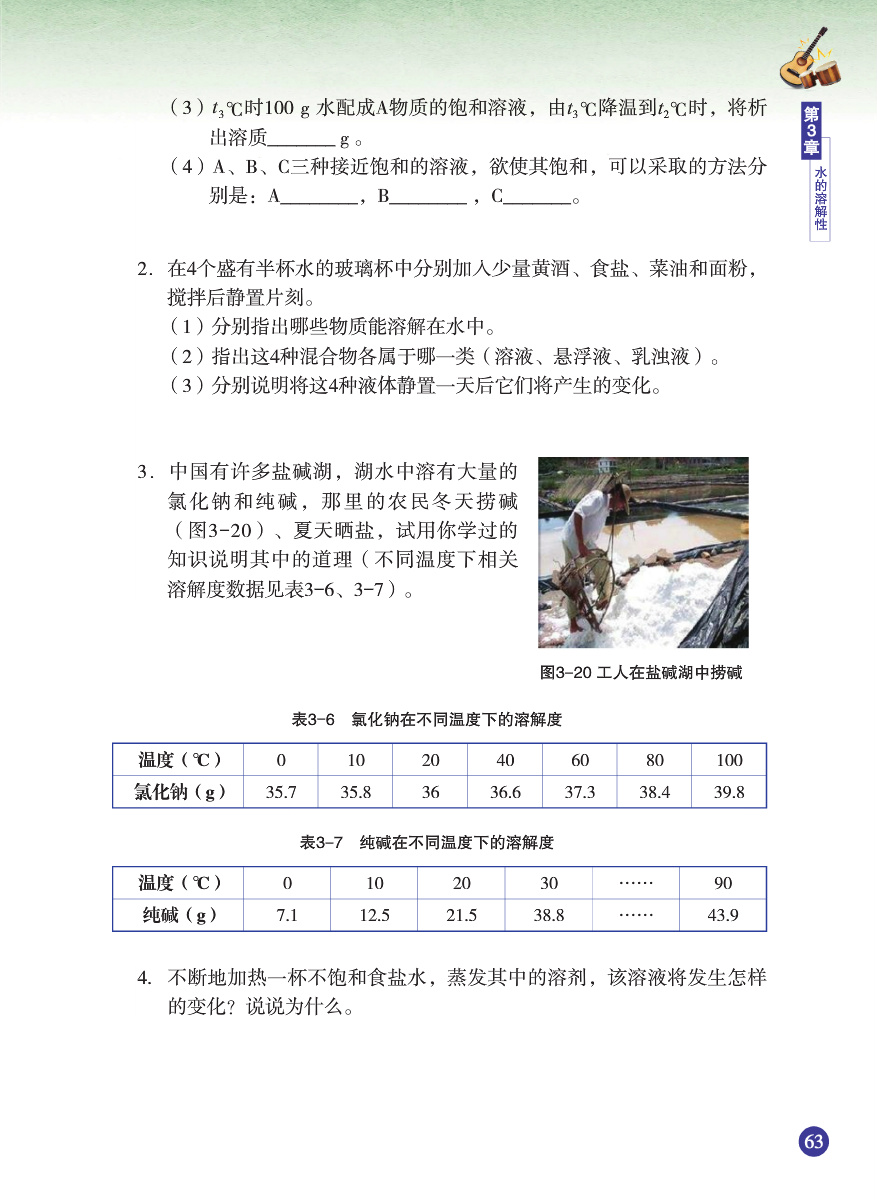 第3章 水的溶解性
（3）t₃℃时100 g 水配成A物质的饱和溶液，由t₃℃降温到t₂℃时，将析
出溶质_______ g 。
（4）A、B、C三种接近饱和的溶液，欲使其饱和，可以采取的方法分
别是：A________，B________ ，C_______。
2. 在4个盛有半杯水的玻璃杯中分别加入少量黄酒、食盐、菜油和面粉，
搅拌后静置片刻。
（1）分别指出哪些物质能溶解在水中。
（2）指出这4种混合物各属于哪一类（溶液、悬浮液、乳浊液）。
（3）分别说明将这4种液体静置一天后它们将产生的变化。
3. 中国有许多盐碱湖，湖水中溶有大量的
氯化钠和纯碱，那里的农民冬天捞碱
（图3-20）、夏天晒盐，试用你学过的
知识说明其中的道理（不同温度下相关
溶解度数据见表3-6、3-7）。
图3-20 工人在盐碱湖中捞碱
表3-6 氯化钠在不同温度下的溶解度
温度（℃） 0 10 20 40 60 80 100
氯化钠（g） 35.7 35.8 36 36.6 37.3 38.4 39.8
表3-7 纯碱在不同温度下的溶解度
温度（℃） 0 10 20 30 …… 90
纯碱（g） 7.1 12.5 21.5 38.8 …… 43.9
4. 不断地加热一杯不饱和食盐水，蒸发其中的溶剂，该溶液将发生怎样
的变化？说说为什么。
63